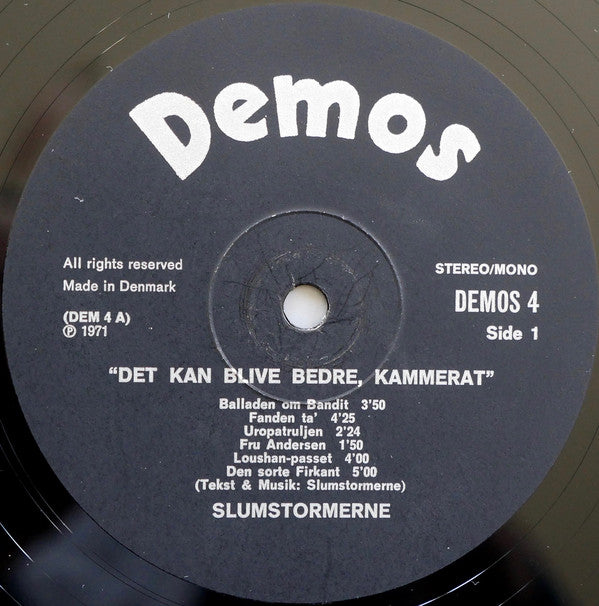 Demos
All rights reserved
Made in Denmark
(DEM 4 A)
℗ 1971
STEREO/MONO
DEMOS 4
Side 1
"DET KAN BLIVE BEDRE, KAMMERAT"
Balladen om Bandit 3'50
Fanden ta' 4'25
Uropatruljen 2'24
Fru Andersen 1'50
Loushan-passet 4'00
Den sorte Firkant 5'00
(Tekst & Musik: Slumstormerne)
SLUMSTORMERNE